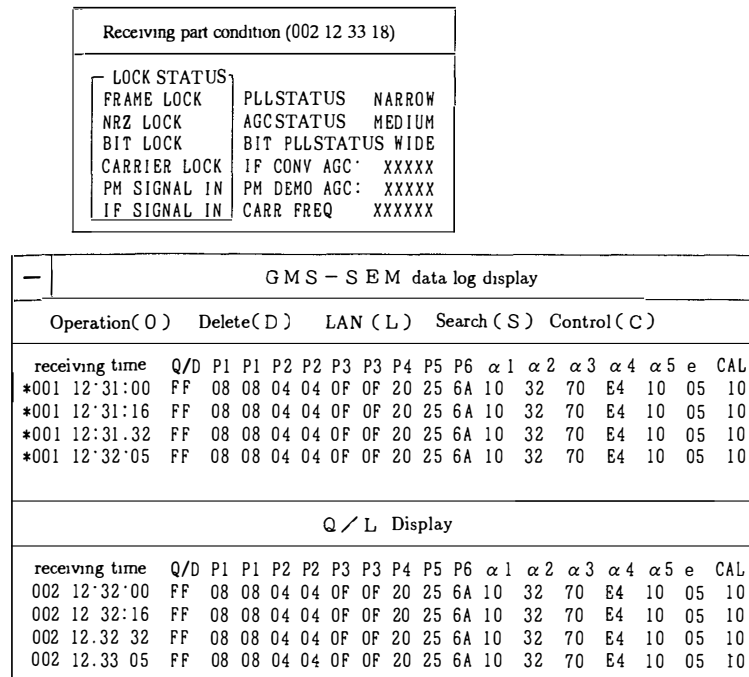 Receiving part condition (002 12 33 18)
LOCK STATUS
FRAME LOCK PLLSTATUS NARROW
NRZ LOCK AGCSTATUS MEDIUM
BIT LOCK BIT PLLSTATUS WIDE
CARRIER LOCK IF CONV AGC· XXXXX
PM SIGNAL IN PM DEMO AGC: XXXXX
IF SIGNAL IN CARR FREQ XXXXXX
GMS-SEM data log display
Operation(O) Delete(D) LAN (L) Search(S) Control(C)
receiving time Q/D P1 P1 P2 P2 P3 P3 P4 P5 P6 α1 α2 α3 α4 α5 e CAL
*001 12·31:00 FF 08 08 04 04 0F 0F 20 25 6A 10 32 70 E4 10 05 10
*001 12·31:16 FF 08 08 04 04 0F 0F 20 25 6A 10 32 70 E4 10 05 10
*001 12:31.32 FF 08 08 04 04 0F 0F 20 25 6A 10 32 70 E4 10 05 10
*001 12·32·05 FF 08 08 04 04 0F 0F 20 25 6A 10 32 70 E4 10 05 10
Q/L Display
receiving time Q/D P1 P1 P2 P2 P3 P3 P4 P5 P6 α1 α2 α3 α4 α5 e CAL
002 12·32·00 FF 08 08 04 04 0F 0F 20 25 6A 10 32 70 E4 10 05 10
002 12 32:16 FF 08 08 04 04 0F 0F 20 25 6A 10 32 70 E4 10 05 10
002 12.32 32 FF 08 08 04 04 0F 0F 20 25 6A 10 32 70 E4 10 05 10
002 12.33 05 FF 08 08 04 04 0F 0F 20 25 6A 10 32 70 E4 10 05 10